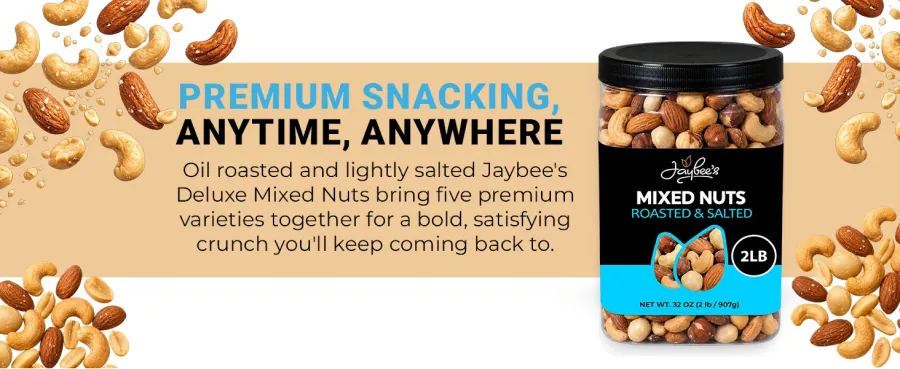 PREMIUM SNACKING,
ANYTIME, ANYWHERE
Oil roasted and lightly salted Jaybee's
Deluxe Mixed Nuts bring five premium
varieties together for a bold, satisfying
crunch you'll keep coming back to.
Jaybee's
MIXED NUTS
ROASTED & SALTED
2LB
NET WT. 32 OZ (2 lb / 907g)